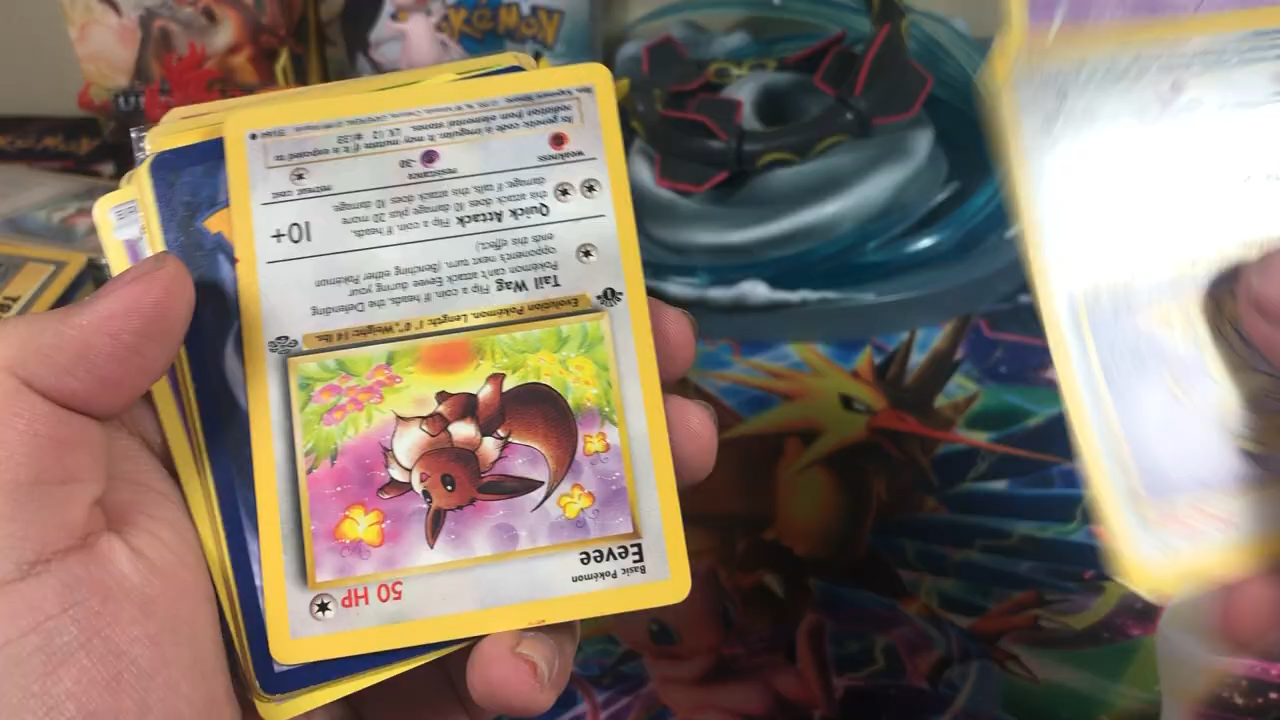 Basic Pokémon
Eevee
50 HP
Evolution Pokémon. Length: 1' 0", Weight: 14 lbs.
Tail Wag Flip a coin. If heads, the Defending
Pokémon can't attack Eevee during your
opponent's next turn. (Benching either Pokémon
ends this effect.)
Quick Attack Flip a coin. If heads,
this attack does 10 damage plus 20 more
damage; if tails, this attack does 10
damage.
10+
weakness
resistance
-30
retreat cost
Its genetic code is irregular. It may mutate if it is exposed to
radiation from elemental stones.
POKéMON